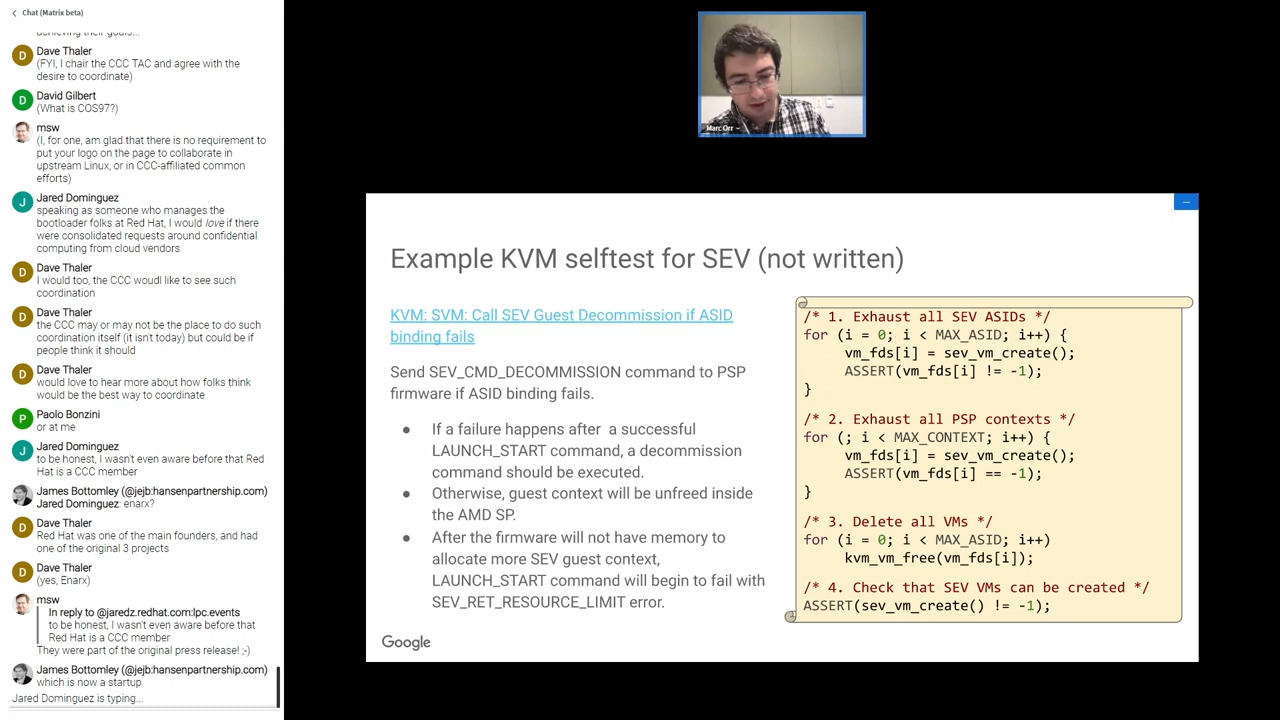 Chat (Matrix beta)
achieving their goals...
D
Dave Thaler
(FYI, I chair the CCC TAC and agree with the
desire to coordinate)
D
David Gilbert
(What is COS97?)
msw
(I, for one, am glad that there is no requirement to
put your logo on the page to collaborate in
upstream Linux, or in CCC-affiliated common
efforts)
J
Jared Dominguez
speaking as someone who manages the
bootloader folks at Red Hat, I would love if there
were consolidated requests around confidential
computing from cloud vendors
D
Dave Thaler
I would too, the CCC woudl like to see such
coordination
D
Dave Thaler
the CCC may or may not be the place to do such
coordination itself (it isn't today) but could be if
people think it should
D
Dave Thaler
would love to hear more about how folks think
would be the best way to coordinate
P
Paolo Bonzini
or at me
J
Jared Dominguez
to be honest, I wasn't even aware before that Red
Hat is a CCC member
James Bottomley (@jejb:hansenpartnership.com)
Jared Dominguez: enarx?
D
Dave Thaler
Red Hat was one of the main founders, and had
one of the original 3 projects
D
Dave Thaler
(yes, Enarx)
msw
In reply to @jaredz.redhat.com:lpc.events
to be honest, I wasn't even aware before that
Red Hat is a CCC member
They were part of the original press release! ;-)
James Bottomley (@jejb:hansenpartnership.com)
which is now a startup
Jared Dominguez is typing...
Marc Orr
Example KVM selftest for SEV (not written)
KVM: SVM: Call SEV Guest Decommission if ASID
binding fails
Send SEV_CMD_DECOMMISSION command to PSP
firmware if ASID binding fails.
● If a failure happens after a successful
LAUNCH_START command, a decommission
command should be executed.
● Otherwise, guest context will be unfreed inside
the AMD SP.
● After the firmware will not have memory to
allocate more SEV guest context,
LAUNCH_START command will begin to fail with
SEV_RET_RESOURCE_LIMIT error.
Google
/* 1. Exhaust all SEV ASIDs */
for (i = 0; i < MAX_ASID; i++) {
vm_fds[i] = sev_vm_create();
ASSERT(vm_fds[i] != -1);
}
/* 2. Exhaust all PSP contexts */
for (; i < MAX_CONTEXT; i++) {
vm_fds[i] = sev_vm_create();
ASSERT(vm_fds[i] == -1);
}
/* 3. Delete all VMs */
for (i = 0; i < MAX_ASID; i++)
kvm_vm_free(vm_fds[i]);
/* 4. Check that SEV VMs can be created */
ASSERT(sev_vm_create() != -1);